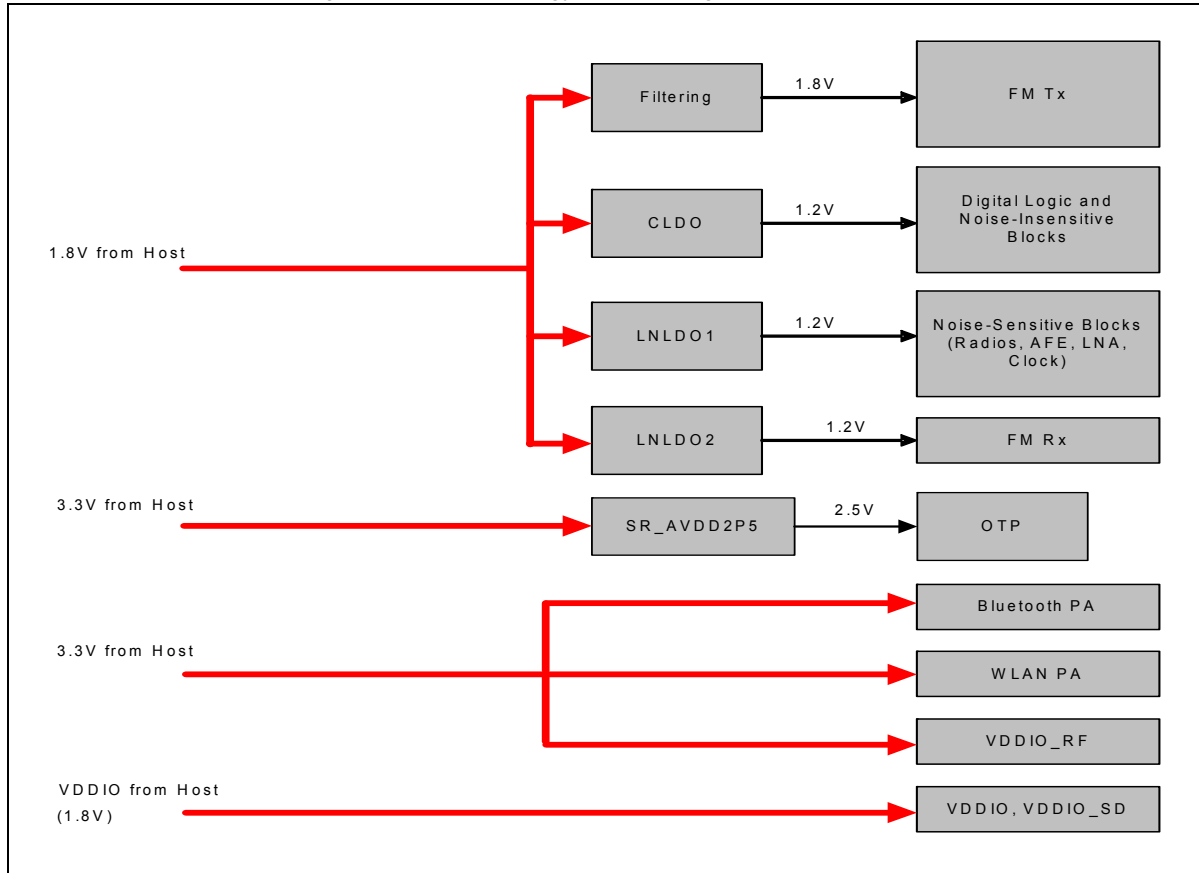 Filtering
1.8V
FM Tx
CLDO
1.2V
Digital Logic and
Noise-Insensitive
Blocks
1.8V from Host
LNLDO1
1.2V
Noise-Sensitive Blocks
(Radios, AFE, LNA,
Clock)
LNLDO2
1.2V
FM Rx
3.3V from Host
SR_AVDD2P5
2.5V
OTP
Bluetooth PA
3.3V from Host
WLAN PA
VDDIO_RF
VDDIO from Host
(1.8V)
VDDIO, VDDIO_SD